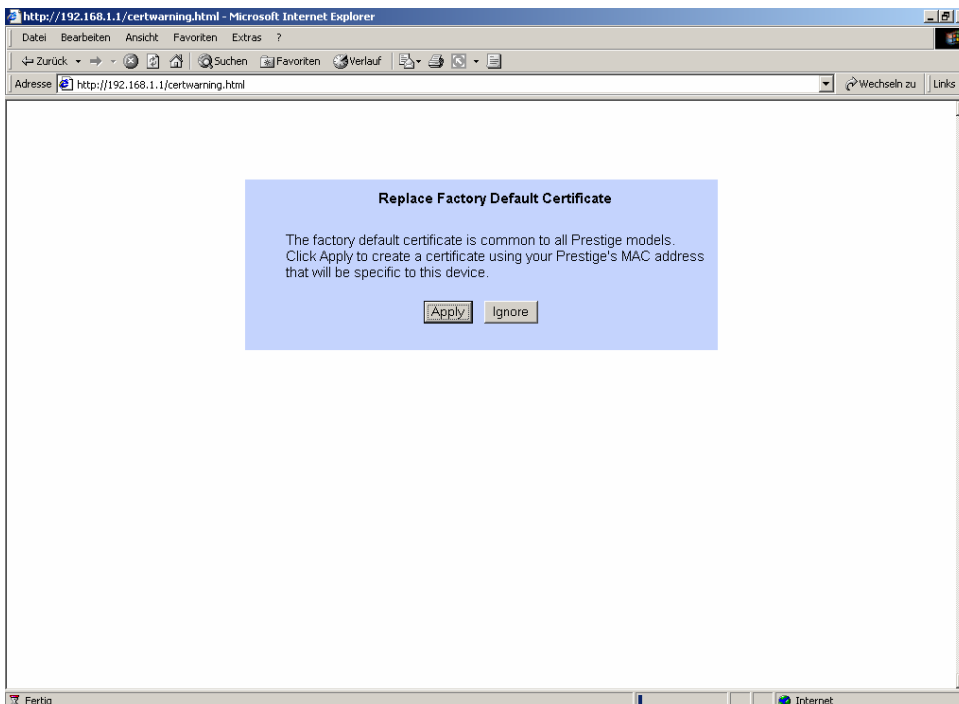 http://192.168.1.1/certwarning.html - Microsoft Internet Explorer
Datei Bearbeiten Ansicht Favoriten Extras ?
Zurück Suchen Favoriten Verlauf
Adresse http://192.168.1.1/certwarning.html Wechseln zu Links
Replace Factory Default Certificate
The factory default certificate is common to all Prestige models.
Click Apply to create a certificate using your Prestige's MAC address
that will be specific to this device.
Apply Ignore
Fertig Internet